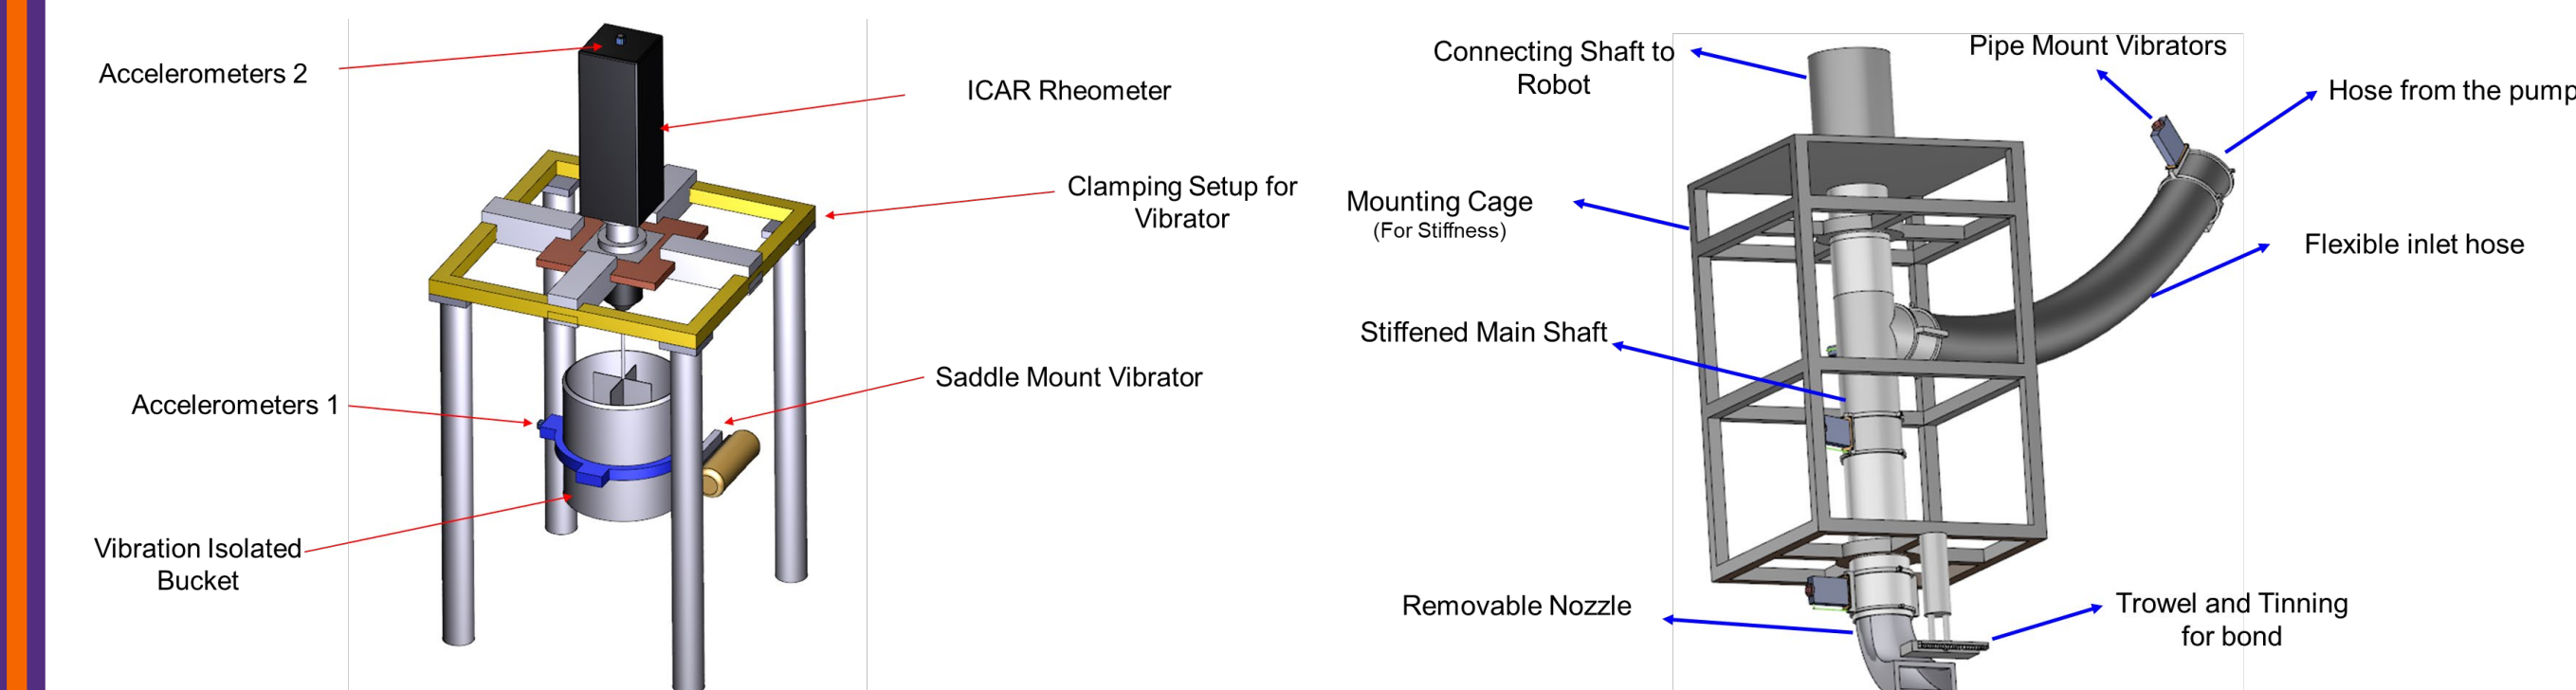 Accelerometers 2
ICAR Rheometer
Clamping Setup for
Vibrator
Accelerometers 1
Saddle Mount Vibrator
Vibration Isolated
Bucket
Connecting Shaft to
Robot
Pipe Mount Vibrators
Hose from the pump
Mounting Cage
(For Stiffness)
Flexible inlet hose
Stiffened Main Shaft
Removable Nozzle
Trowel and Tinning
for bond